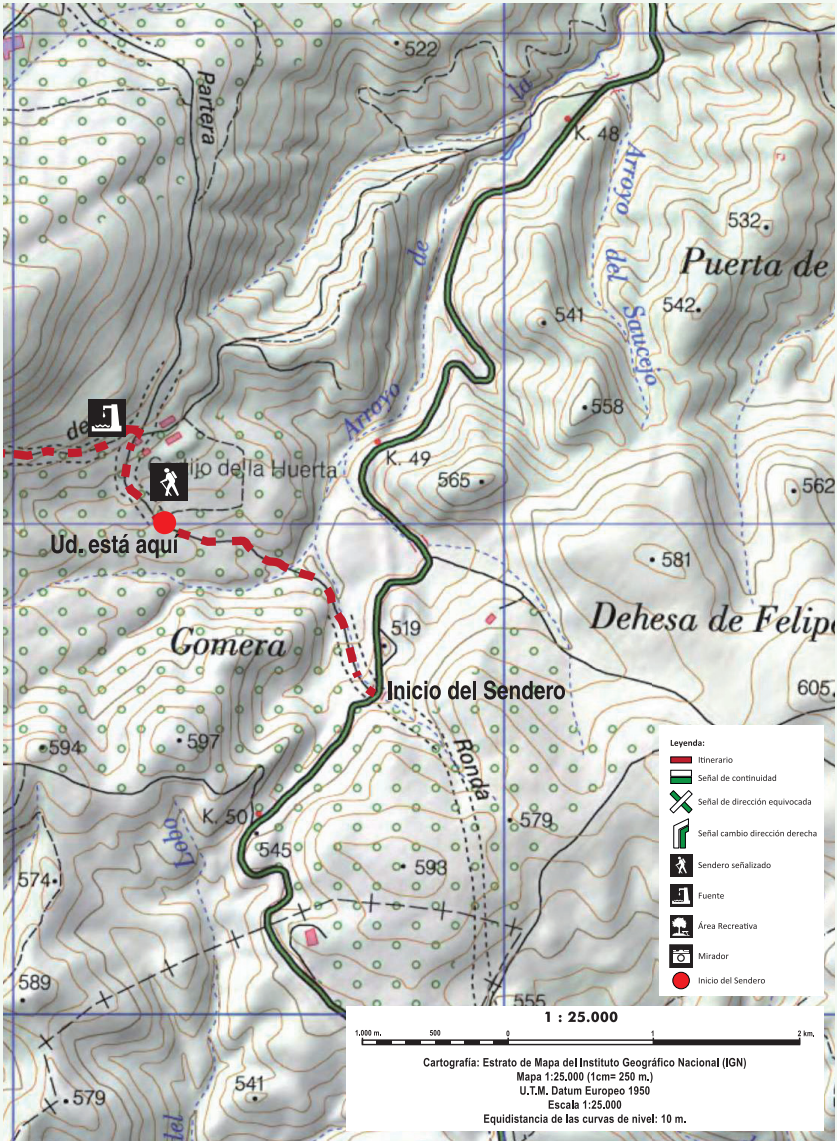 522
Partera
la
K. 48
Arroyo del Saucejo
532
Puerta de
542
de
541
558
Arroyo
de
K. 49
Cortijo de la Huerta
565
562
Ud. está aquí
581
Dehesa de Felipe
519
Gomera
Inicio del Sendero
605
594
597
Ronda
K. 50
Lobo
545
579
593
574
589
555
579
541
del
Leyenda:
Itinerario
Señal de continuidad
Señal de dirección equivocada
Señal cambio dirección derecha
Sendero señalizado
Fuente
Área Recreativa
Mirador
Inicio del Sendero
1 : 25.000
1.000 m. 500 0 1 2 km.
Cartografía: Estrato de Mapa del Instituto Geográfico Nacional (IGN)
Mapa 1:25.000 (1cm= 250 m.)
U.T.M. Datum Europeo 1950
Escala 1:25.000
Equidistancia de las curvas de nivel: 10 m.